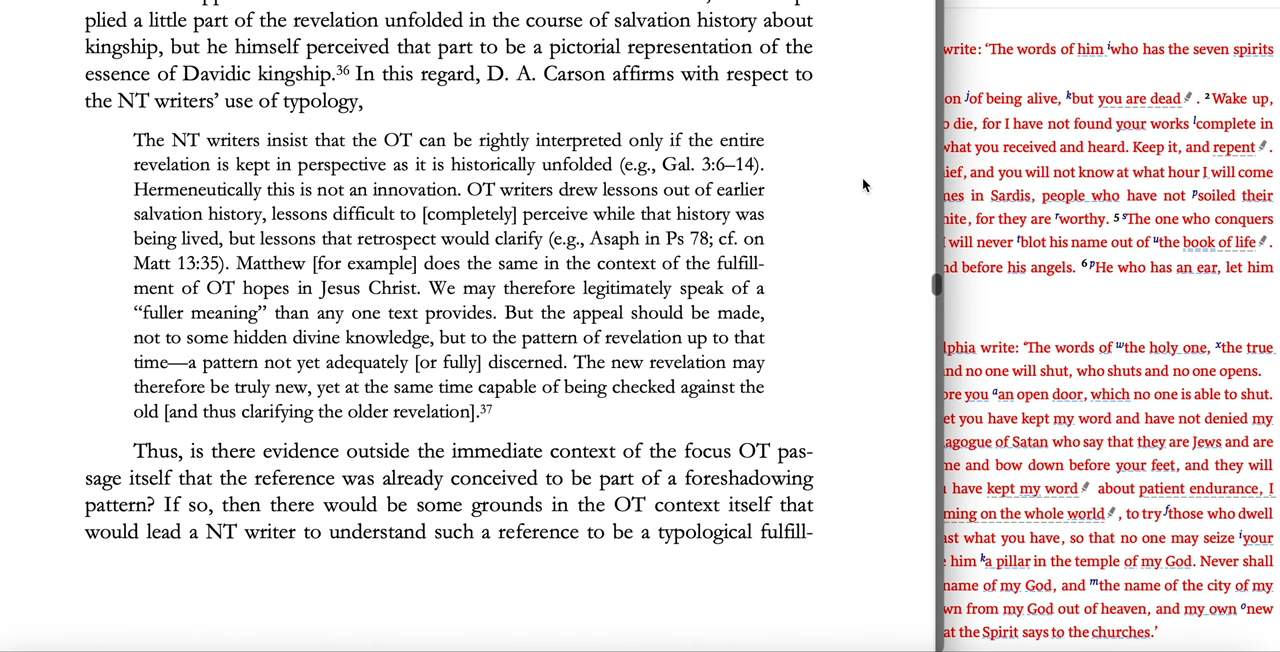 plied a little part of the revelation unfolded in the course of salvation history about
kingship, but he himself perceived that part to be a pictorial representation of the
essence of Davidic kingship.36 In this regard, D. A. Carson affirms with respect to
the NT writers’ use of typology,
The NT writers insist that the OT can be rightly interpreted only if the entire
revelation is kept in perspective as it is historically unfolded (e.g., Gal. 3:6–14).
Hermeneutically this is not an innovation. OT writers drew lessons out of earlier
salvation history, lessons difficult to [completely] perceive while that history was
being lived, but lessons that retrospect would clarify (e.g., Asaph in Ps 78; cf. on
Matt 13:35). Matthew [for example] does the same in the context of the fulfill-
ment of OT hopes in Jesus Christ. We may therefore legitimately speak of a
“fuller meaning” than any one text provides. But the appeal should be made,
not to some hidden divine knowledge, but to the pattern of revelation up to that
time—a pattern not yet adequately [or fully] discerned. The new revelation may
therefore be truly new, yet at the same time capable of being checked against the
old [and thus clarifying the older revelation].37
Thus, is there evidence outside the immediate context of the focus OT pas-
sage itself that the reference was already conceived to be part of a foreshadowing
pattern? If so, then there would be some grounds in the OT context itself that
would lead a NT writer to understand such a reference to be a typological fulfill-
write: ‘The words of him i who has the seven spirits
on j of being alive, k but you are dead . 2 Wake up,
o die, for I have not found your works l complete in
what you received and heard. Keep it, and repent .
ief, and you will not know at what hour I will come
nes in Sardis, people who have not p soiled their
hite, for they are r worthy. 5 s The one who conquers
I will never t blot his name out of u the book of life .
nd before his angels. 6 p He who has an ear, let him
lphia write: ‘The words of w the holy one, x the true
nd no one will shut, who shuts and no one opens.
ore you a an open door, which no one is able to shut.
et you have kept my word and have not denied my
agogue of Satan who say that they are Jews and are
me and bow down before your feet, and they will
have kept my word about patient endurance, I
ming on the whole world , to try f those who dwell
ast what you have, so that no one may seize i your
him k a pillar in the temple of my God. Never shall
name of my God, and m the name of the city of my
wn from my God out of heaven, and my own o new
at the Spirit says to the churches.’